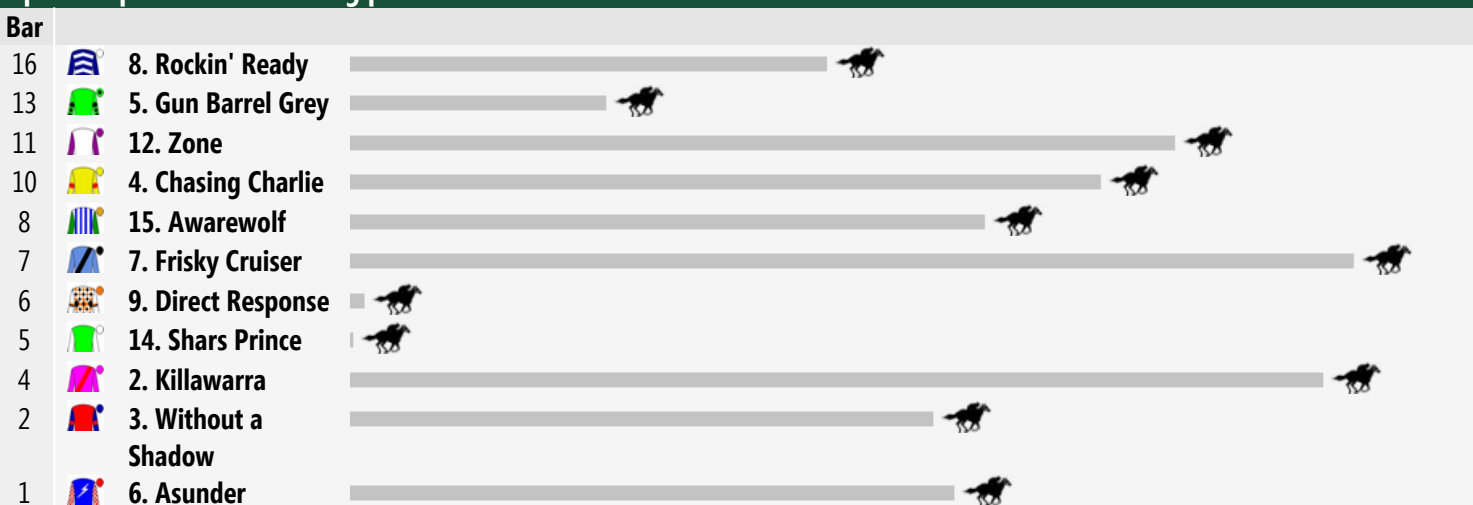 Bar
16 8. Rockin' Ready
13 5. Gun Barrel Grey
11 12. Zone
10 4. Chasing Charlie
8 15. Awarewolf
7 7. Frisky Cruiser
6 9. Direct Response
5 14. Shars Prince
4 2. Killawarra
2 3. Without a
Shadow
1 6. Asunder